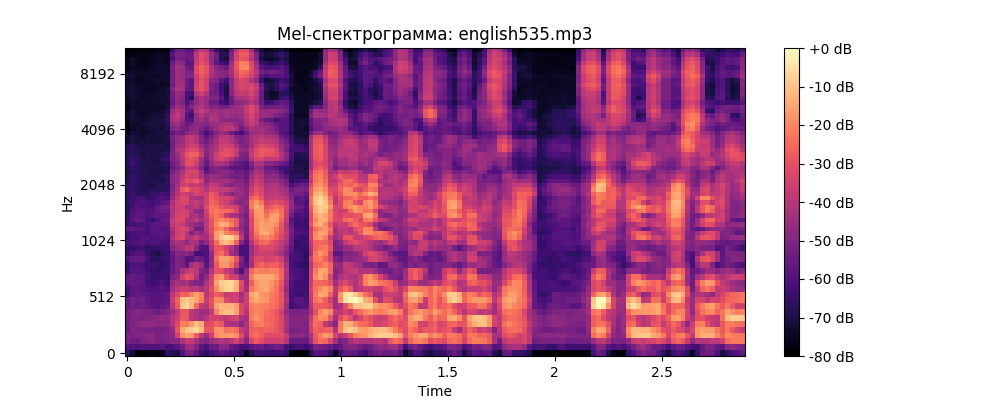 Mel-спектрограмма: english535.mp3
+0 dB
8192
-10 dB
4096
-20 dB
-30 dB
2048
Hz
-40 dB
1024
-50 dB
-60 dB
512
-70 dB
0
-80 dB
0 0.5 1 1.5 2 2.5
Time